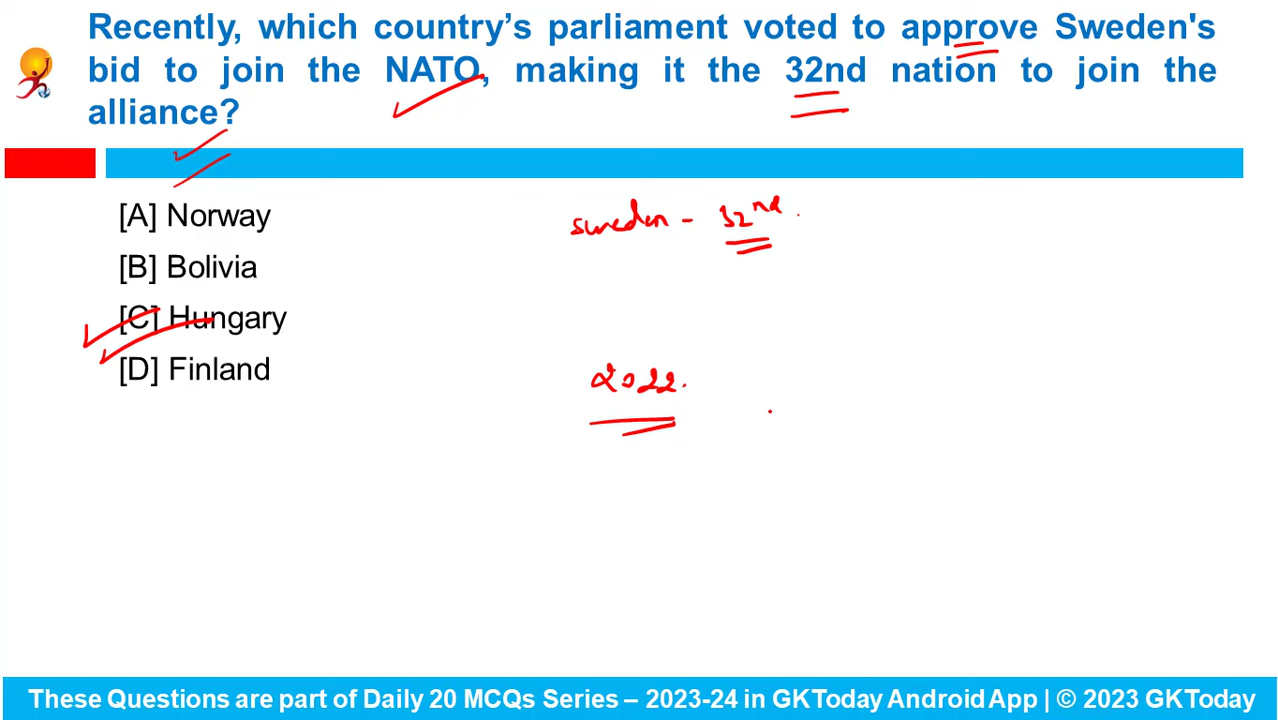 Recently, which country’s parliament voted to approve Sweden's
bid to join the NATO, making it the 32nd nation to join the
alliance?
[A] Norway
sweden - 32nd.
[B] Bolivia
[C] Hungary
[D] Finland
2022.
These Questions are part of Daily 20 MCQs Series – 2023-24 in GKToday Android App | © 2023 GKToday